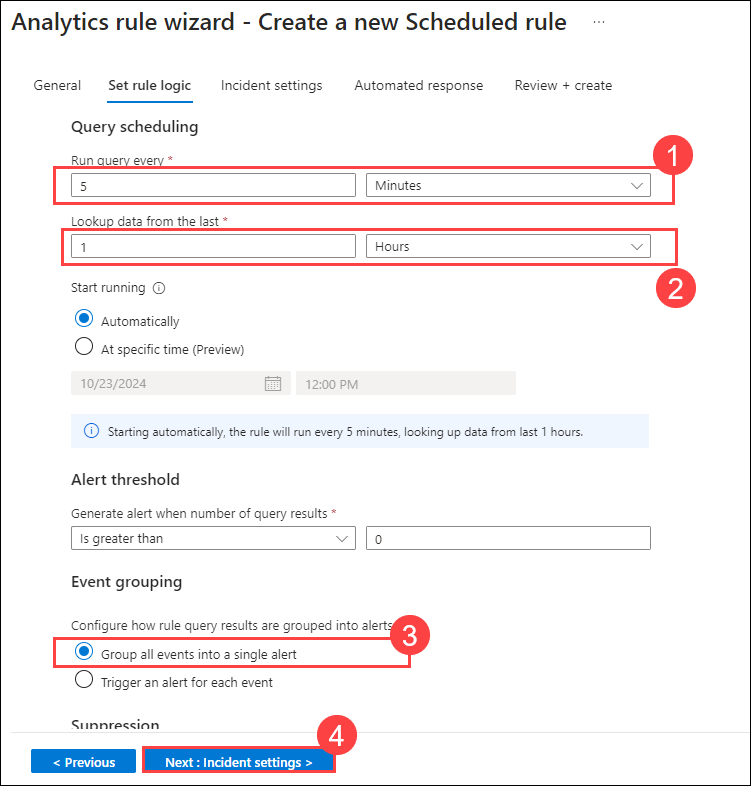 Analytics rule wizard - Create a new Scheduled rule ...
General Set rule logic Incident settings Automated response Review + create
Query scheduling
1
Run query every *
5 Minutes
Lookup data from the last *
1 Hours
2
Start running
Automatically
At specific time (Preview)
10/23/2024 12:00 PM
Starting automatically, the rule will run every 5 minutes, looking up data from last 1 hours.
Alert threshold
Generate alert when number of query results *
Is greater than 0
Event grouping
Configure how rule query results are grouped into alerts
3
Group all events into a single alert
Trigger an alert for each event
Suppression
4
< Previous Next : Incident settings >